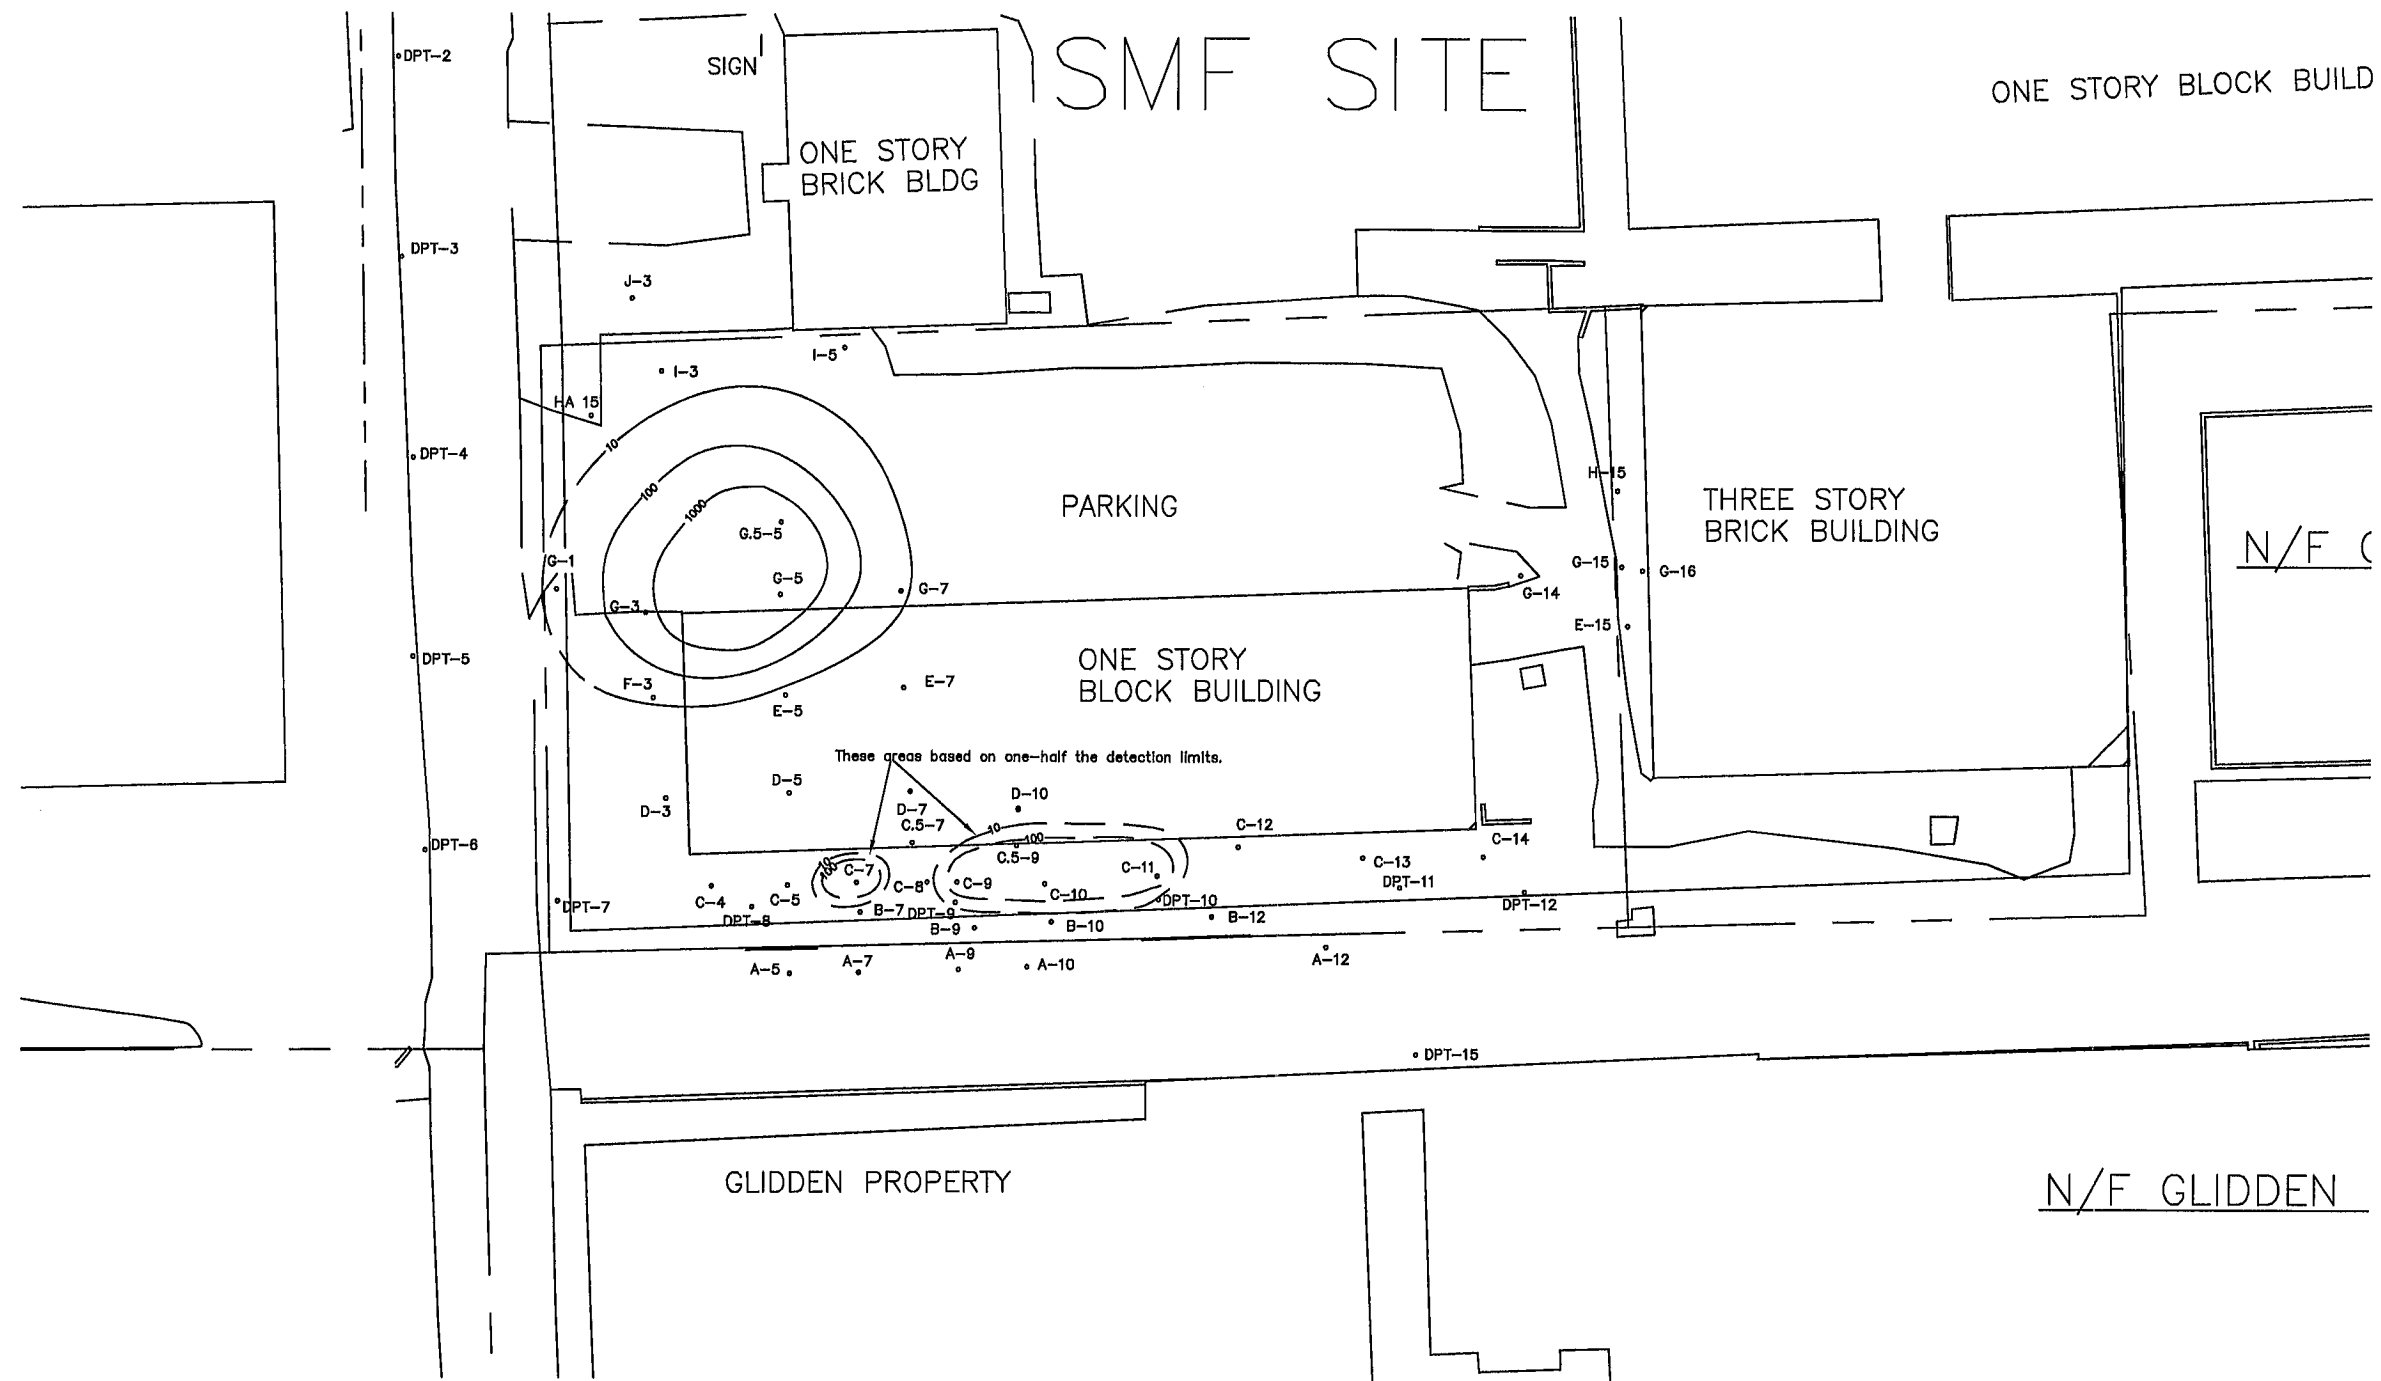 DPT-2
SIGN
SMF SITE
ONE STORY BLOCK BUILD
ONE STORY
BRICK BLDG
DPT-3
J-3
I-5
I-3
HA 15
10
DPT-4
100
1000
H-15
PARKING
THREE STORY
BRICK BUILDING
G.5-5
N/F
G-1
G-5
G-7
G-15
G-16
G-14
G-3
E-15
DPT-5
ONE STORY
BLOCK BUILDING
F-3
E-7
E-5
These areas based on one-half the detection limits.
D-5
D-10
D-3
D-7
C.5-7
10
100
C-12
C-14
DPT-6
10
100
C-7
C.5-9
C-11
C-13
C-8
C-9
C-10
DPT-11
C-4
C-5
DPT-7
DPT-8
B-7
DPT-9
DPT-10
DPT-12
B-9
B-10
B-12
A-5
A-7
A-9
A-10
A-12
DPT-15
GLIDDEN PROPERTY
N/F GLIDDEN